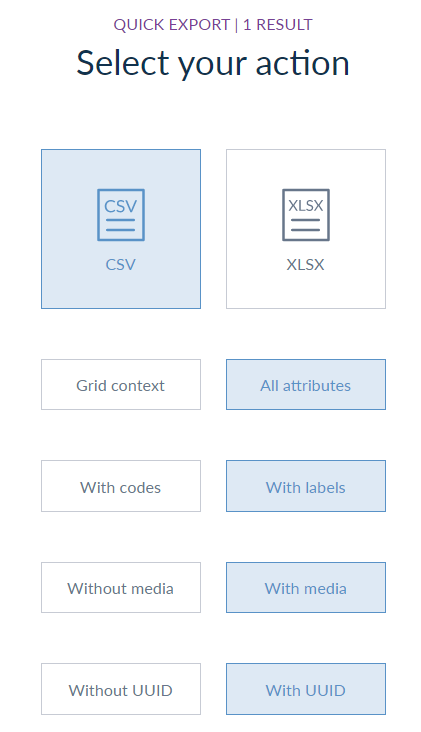 QUICK EXPORT | 1 RESULT
Select your action
CSV XLSX
CSV XLSX
Grid context All attributes
With codes With labels
Without media With media
Without UUID With UUID